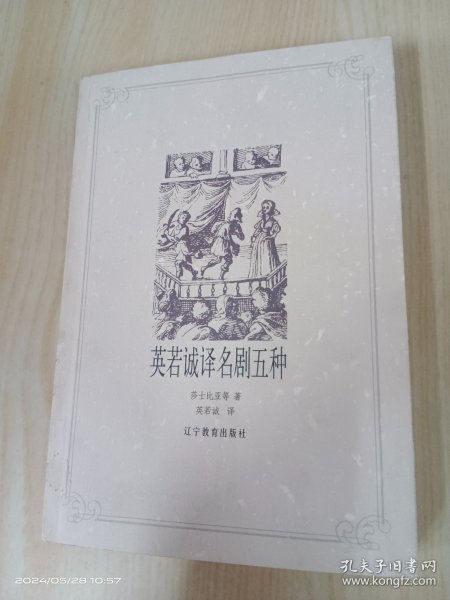 英若诚译名剧五种
莎士比亚等 著
英若诚 译
辽宁教育出版社
2024/05/28 10:57
孔夫子旧书网
www.kongfz.com